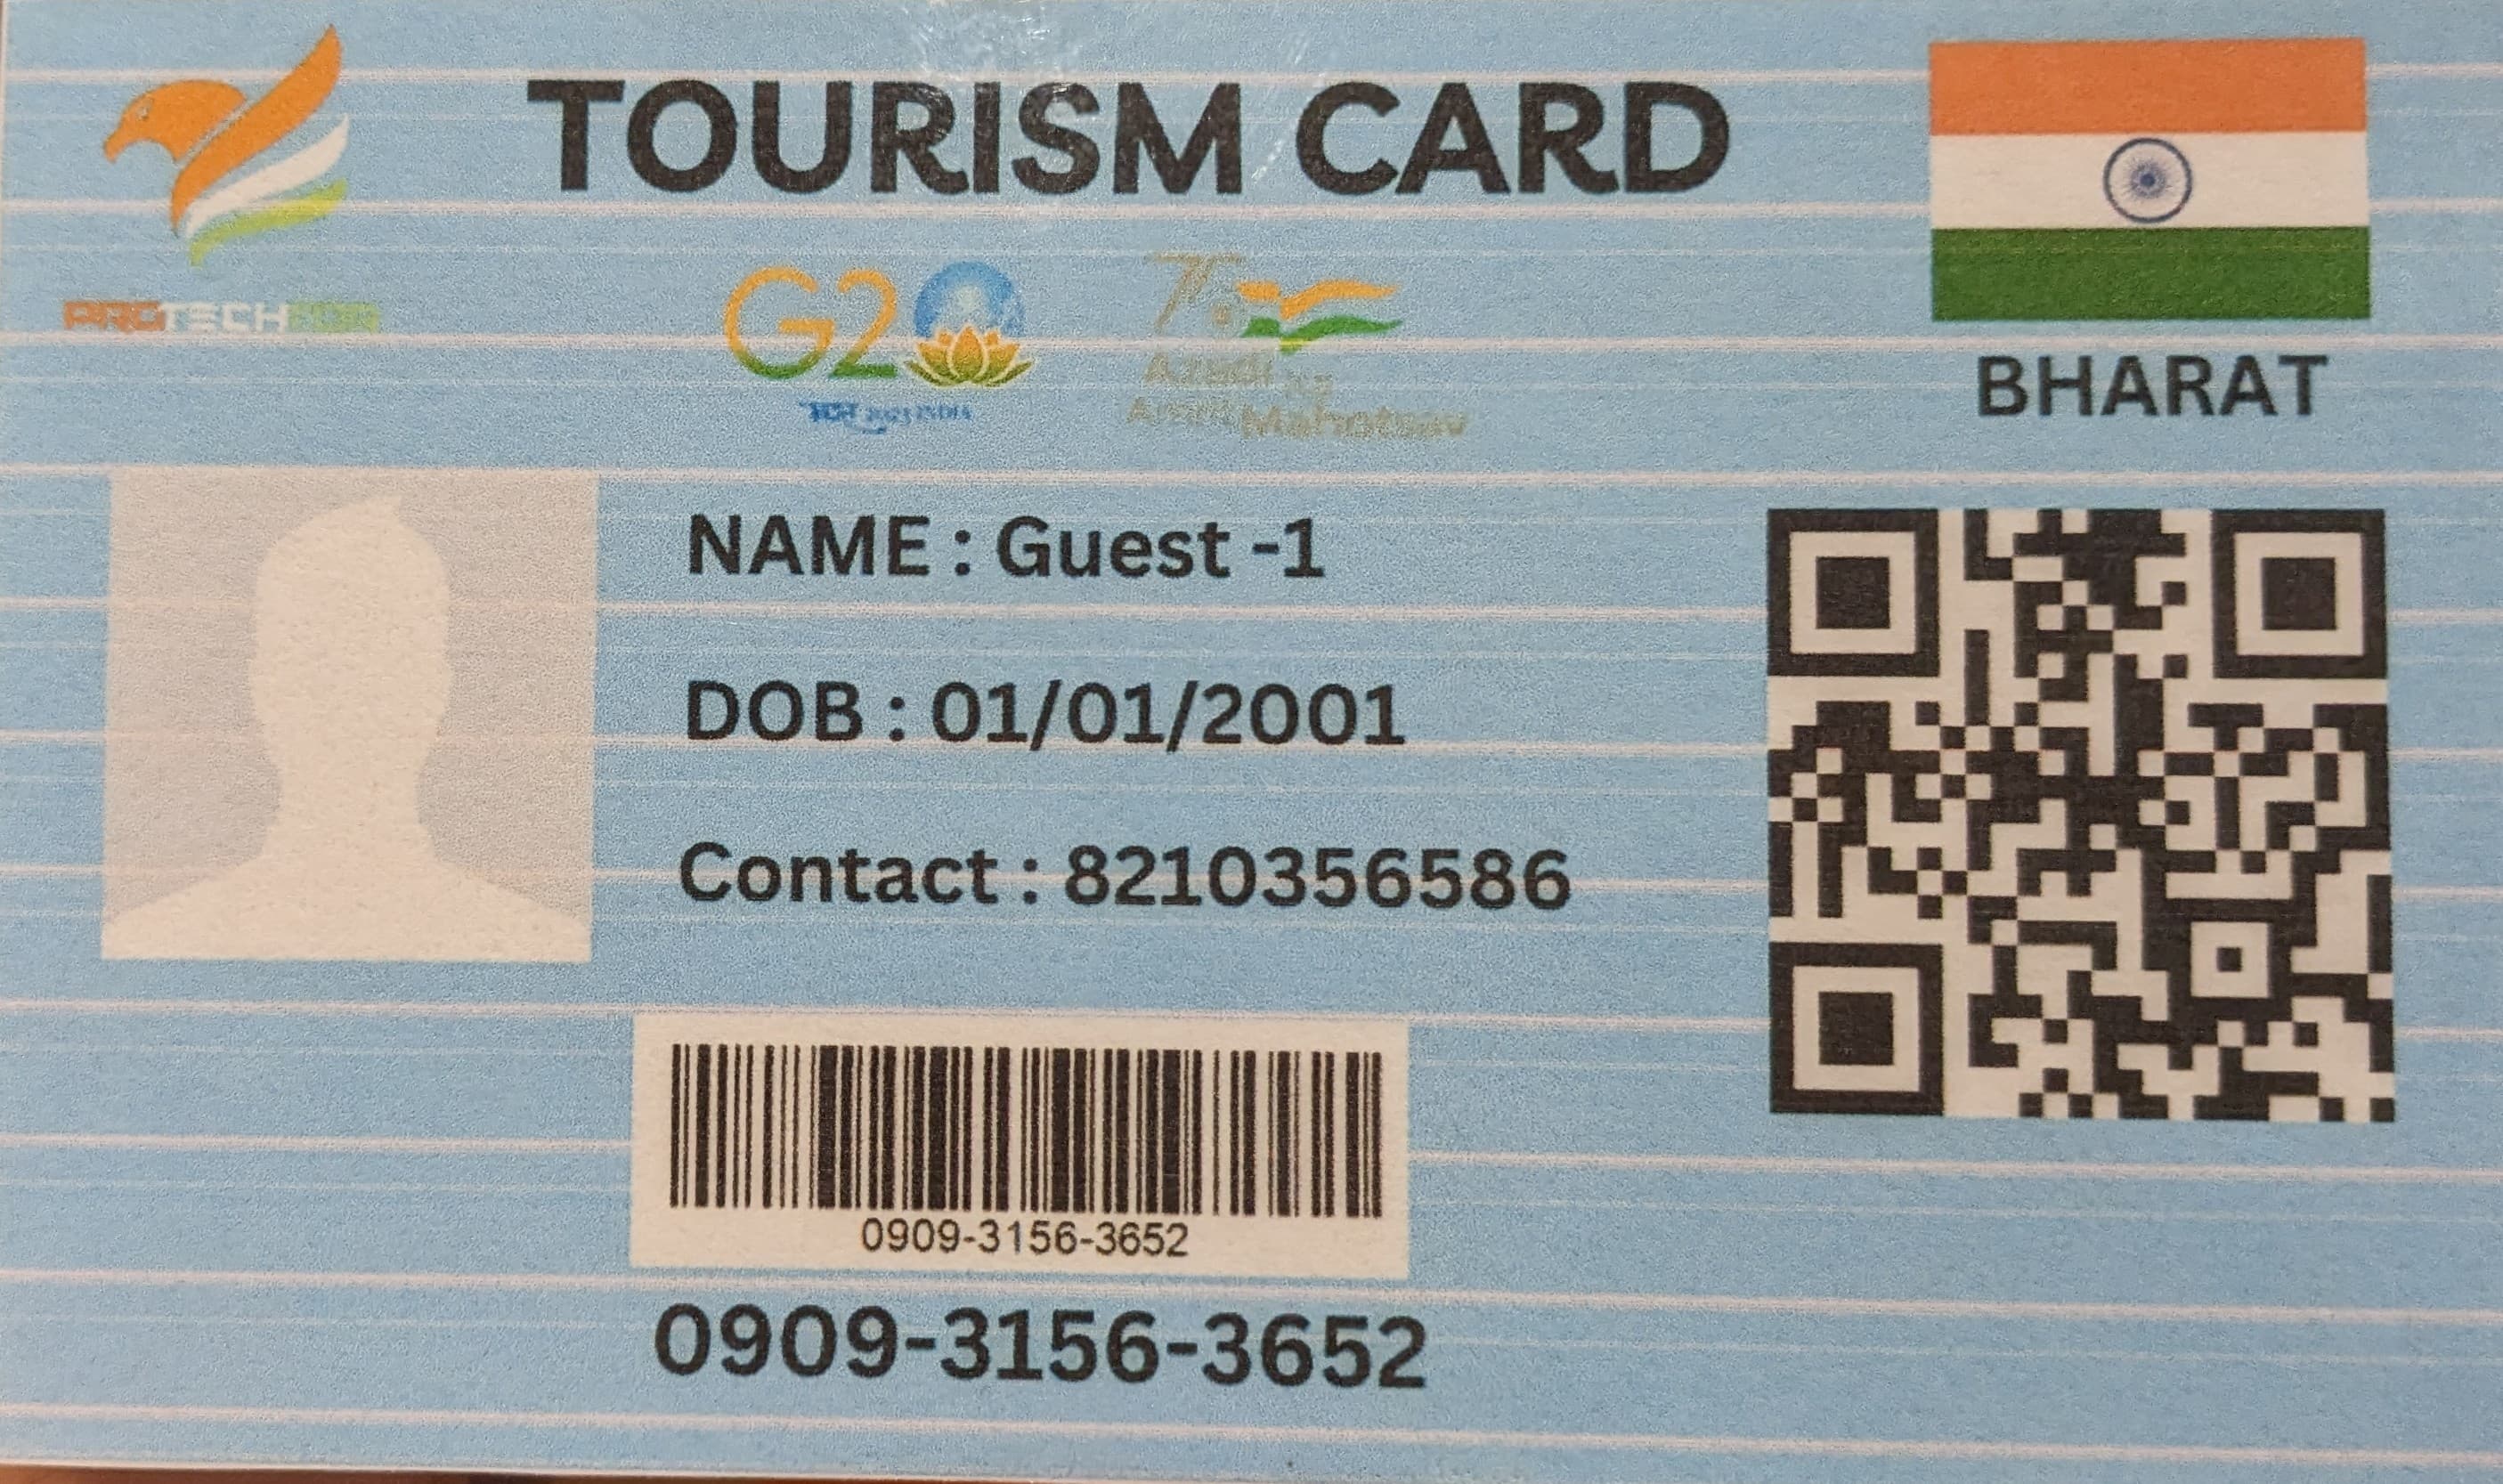 TOURISM CARD
PROTECH
G20
भारत 2023 INDIA
Azadi Ka
Amrit Mahotsav
BHARAT
NAME : Guest -1
DOB : 01/01/2001
Contact : 8210356586
0909-3156-3652
0909-3156-3652